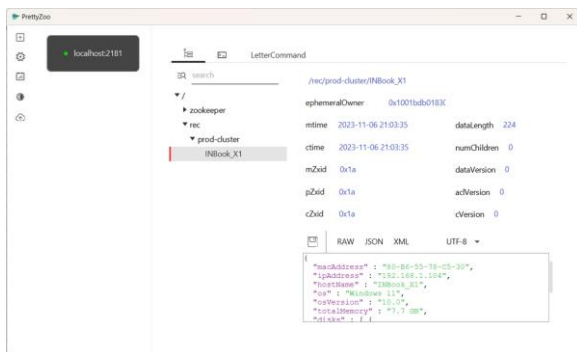 PrettyZoo
localhost:2181
LetterCommand
search
/
zookeeper
rec
prod-cluster
INBook_X1
/rec/prod-cluster/INBook_X1
ephemeralOwner 0x1001bdb0183(
mtime 2023-11-06 21:03:35 dataLength 224
ctime 2023-11-06 21:03:35 numChildren 0
mZxid 0x1a dataVersion 0
pZxid 0x1a aclVersion 0
cZxid 0x1a cVersion 0
RAW JSON XML UTF-8
{
"macAddress" : "80-B6-55-78-C5-30",
"ipAddress" : "192.168.1.104",
"hostName" : "INBook_X1",
"os" : "Windows 11",
"osVersion" : "10.0",
"totalMemory" : "7.7 GB",
"disks" : [ {